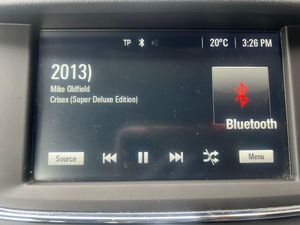 TP 20°C 3:26 PM
2013)
Mike Oldfield
Crises (Super Deluxe Edition)
Bluetooth
Source Menu